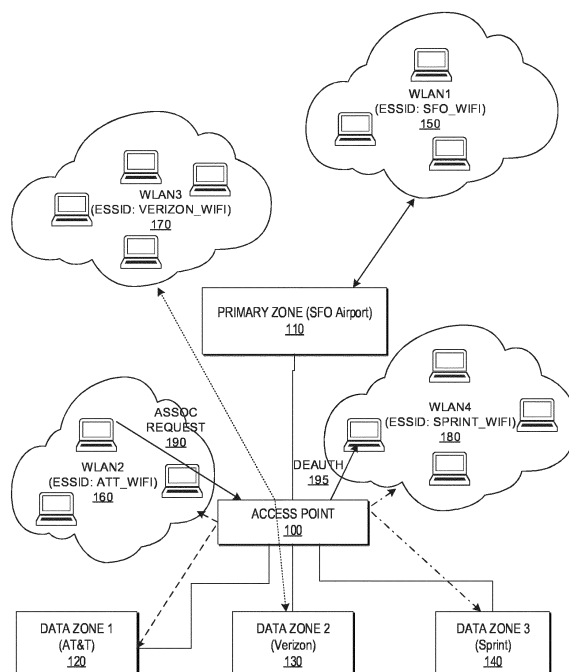 WLAN1
(ESSID: SFO_WIFI)
150
WLAN3
(ESSID: VERIZON_WIFI)
170
PRIMARY ZONE (SFO Airport)
110
WLAN4
(ESSID: SPRINT_WIFI)
180
ASSOC
REQUEST
190
WLAN2
(ESSID: ATT_WIFI)
160
DEAUTH
195
ACCESS POINT
100
DATA ZONE 1
(AT&T)
120
DATA ZONE 2
(Verizon)
130
DATA ZONE 3
(Sprint)
140